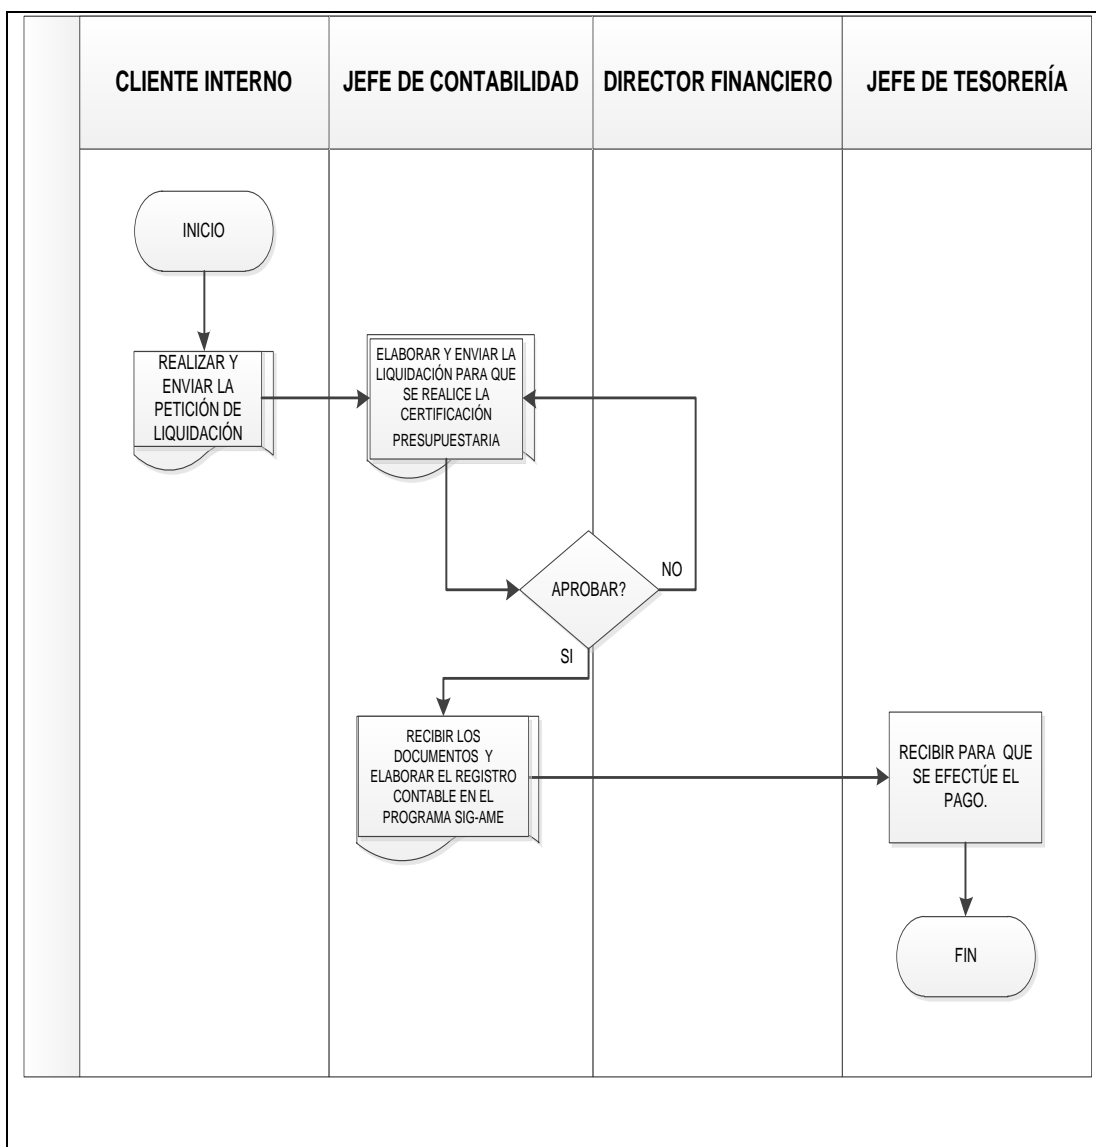 CLIENTE INTERNO
JEFE DE CONTABILIDAD
DIRECTOR FINANCIERO
JEFE DE TESORERÍA
INICIO
REALIZAR Y
ENVIAR LA
PETICIÓN DE
LIQUIDACIÓN
ELABORAR Y ENVIAR LA
LIQUIDACIÓN PARA QUE
SE REALICE LA
CERTIFICACIÓN
PRESUPUESTARIA
APROBAR?
NO
SI
RECIBIR LOS
DOCUMENTOS Y
ELABORAR EL REGISTRO
CONTABLE EN EL
PROGRAMA SIG-AME
RECIBIR PARA QUE
SE EFECTÚE EL
PAGO.
FIN